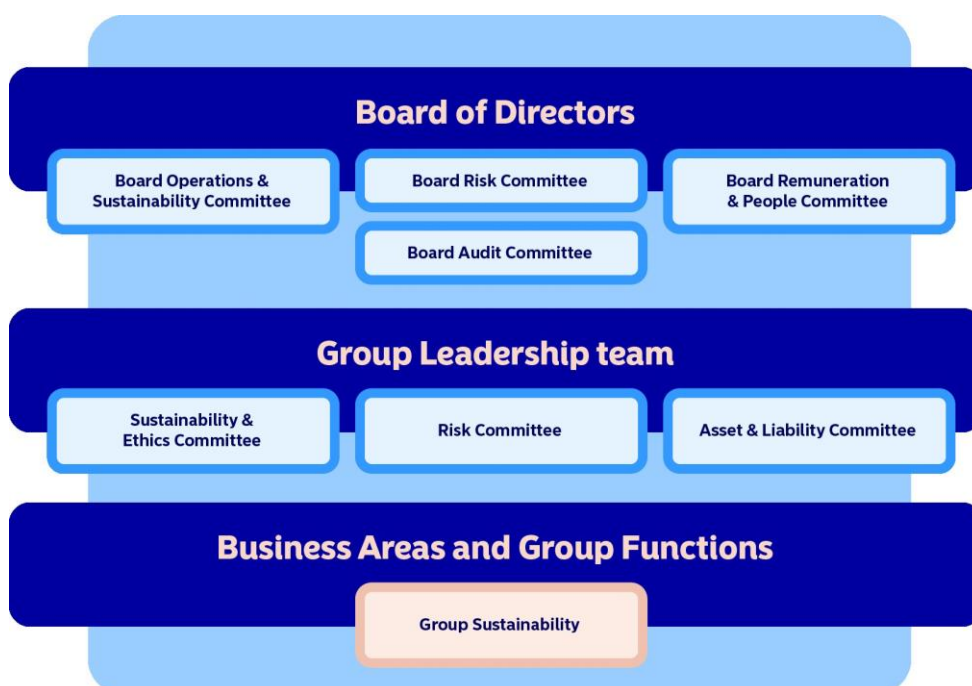 Board of Directors
Board Operations &
Sustainability Committee
Board Risk Committee
Board Remuneration
& People Committee
Board Audit Committee
Group Leadership team
Sustainability &
Ethics Committee
Risk Committee
Asset & Liability Committee
Business Areas and Group Functions
Group Sustainability